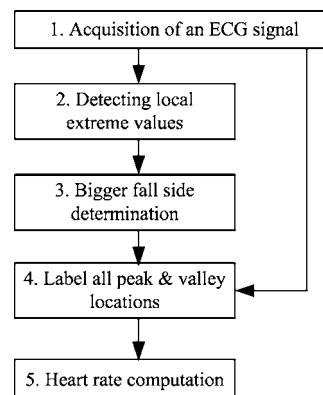 1. Acquisition of an ECG signal
2. Detecting local
extreme values
3. Bigger fall side
determination
4. Label all peak & valley
locations
5. Heart rate computation